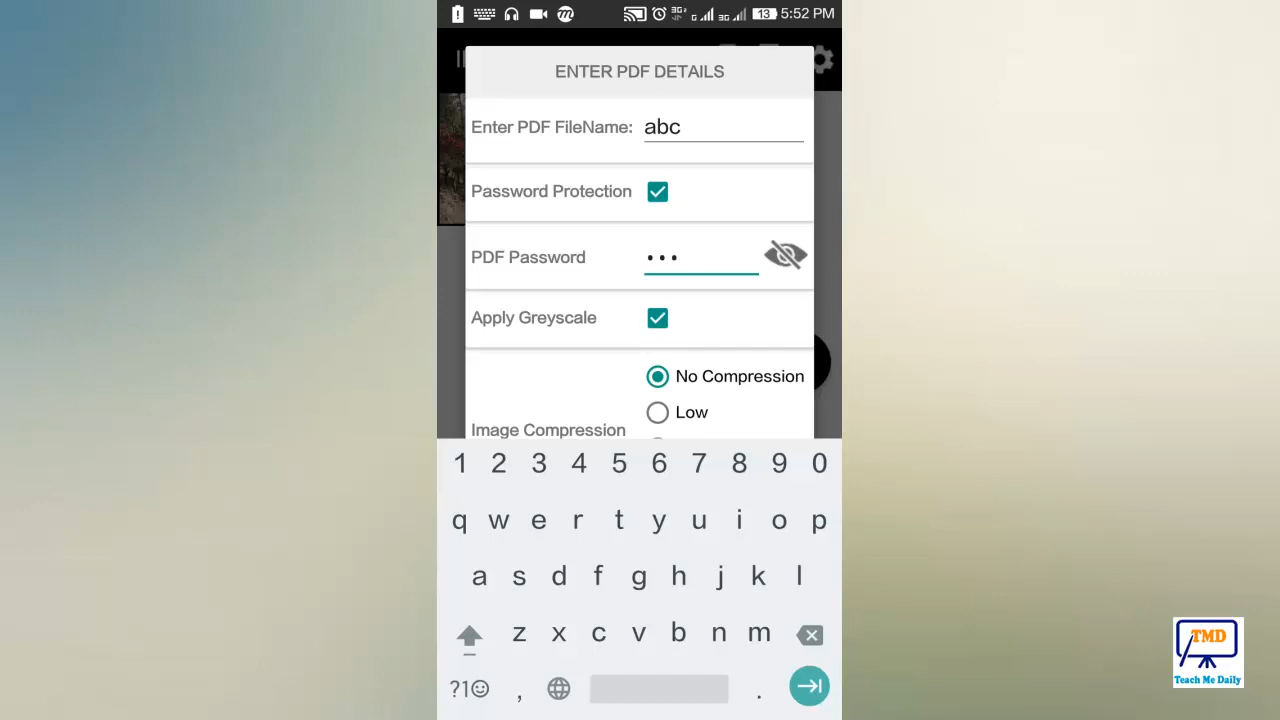 13 5:52 PM
ENTER PDF DETAILS
Enter PDF FileName: abc
Password Protection
PDF Password •••
Apply Greyscale
No Compression
Low
Image Compression
1 2 3 4 5 6 7 8 9 0
q w e r t y u i o p
a s d f g h j k l
z x c v b n m
?1☺ , .
TMD
Teach Me Daily